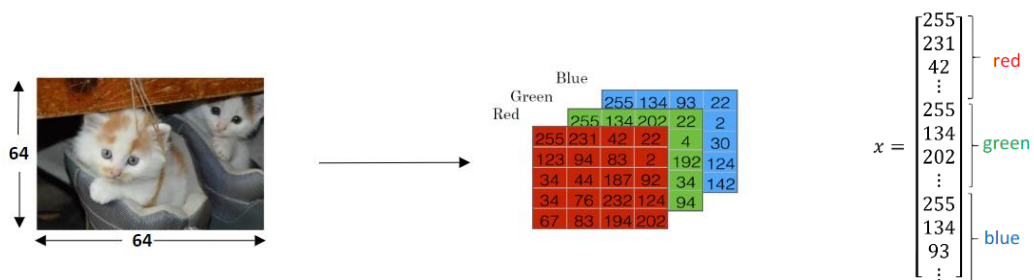 64
64
Blue
Green
Red
255 134 93 22
255 134 202 22 2
255 231 42 22 4 30
123 94 83 2 192 124
34 44 187 92 34 142
34 76 232 124 94
67 83 194 202
x =
255
231
42
⋮
red
255
134
202
⋮
green
255
134
93
⋮
blue